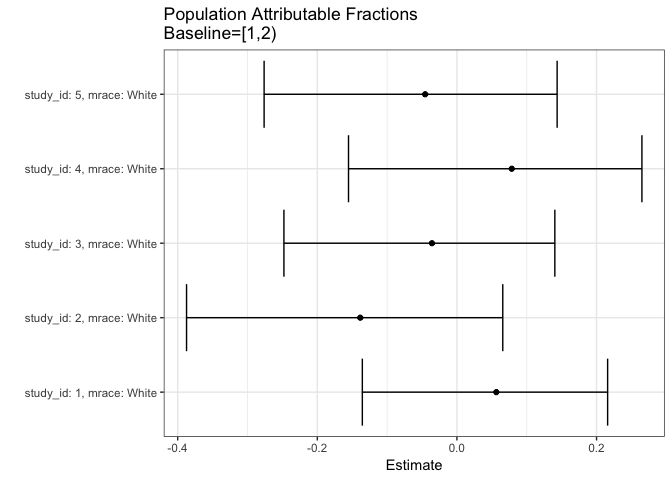 Population Attributable Fractions
Baseline=[1,2)
study_id: 5, mrace: White
study_id: 4, mrace: White
study_id: 3, mrace: White
study_id: 2, mrace: White
study_id: 1, mrace: White
-0.4 -0.2 0.0 0.2
Estimate